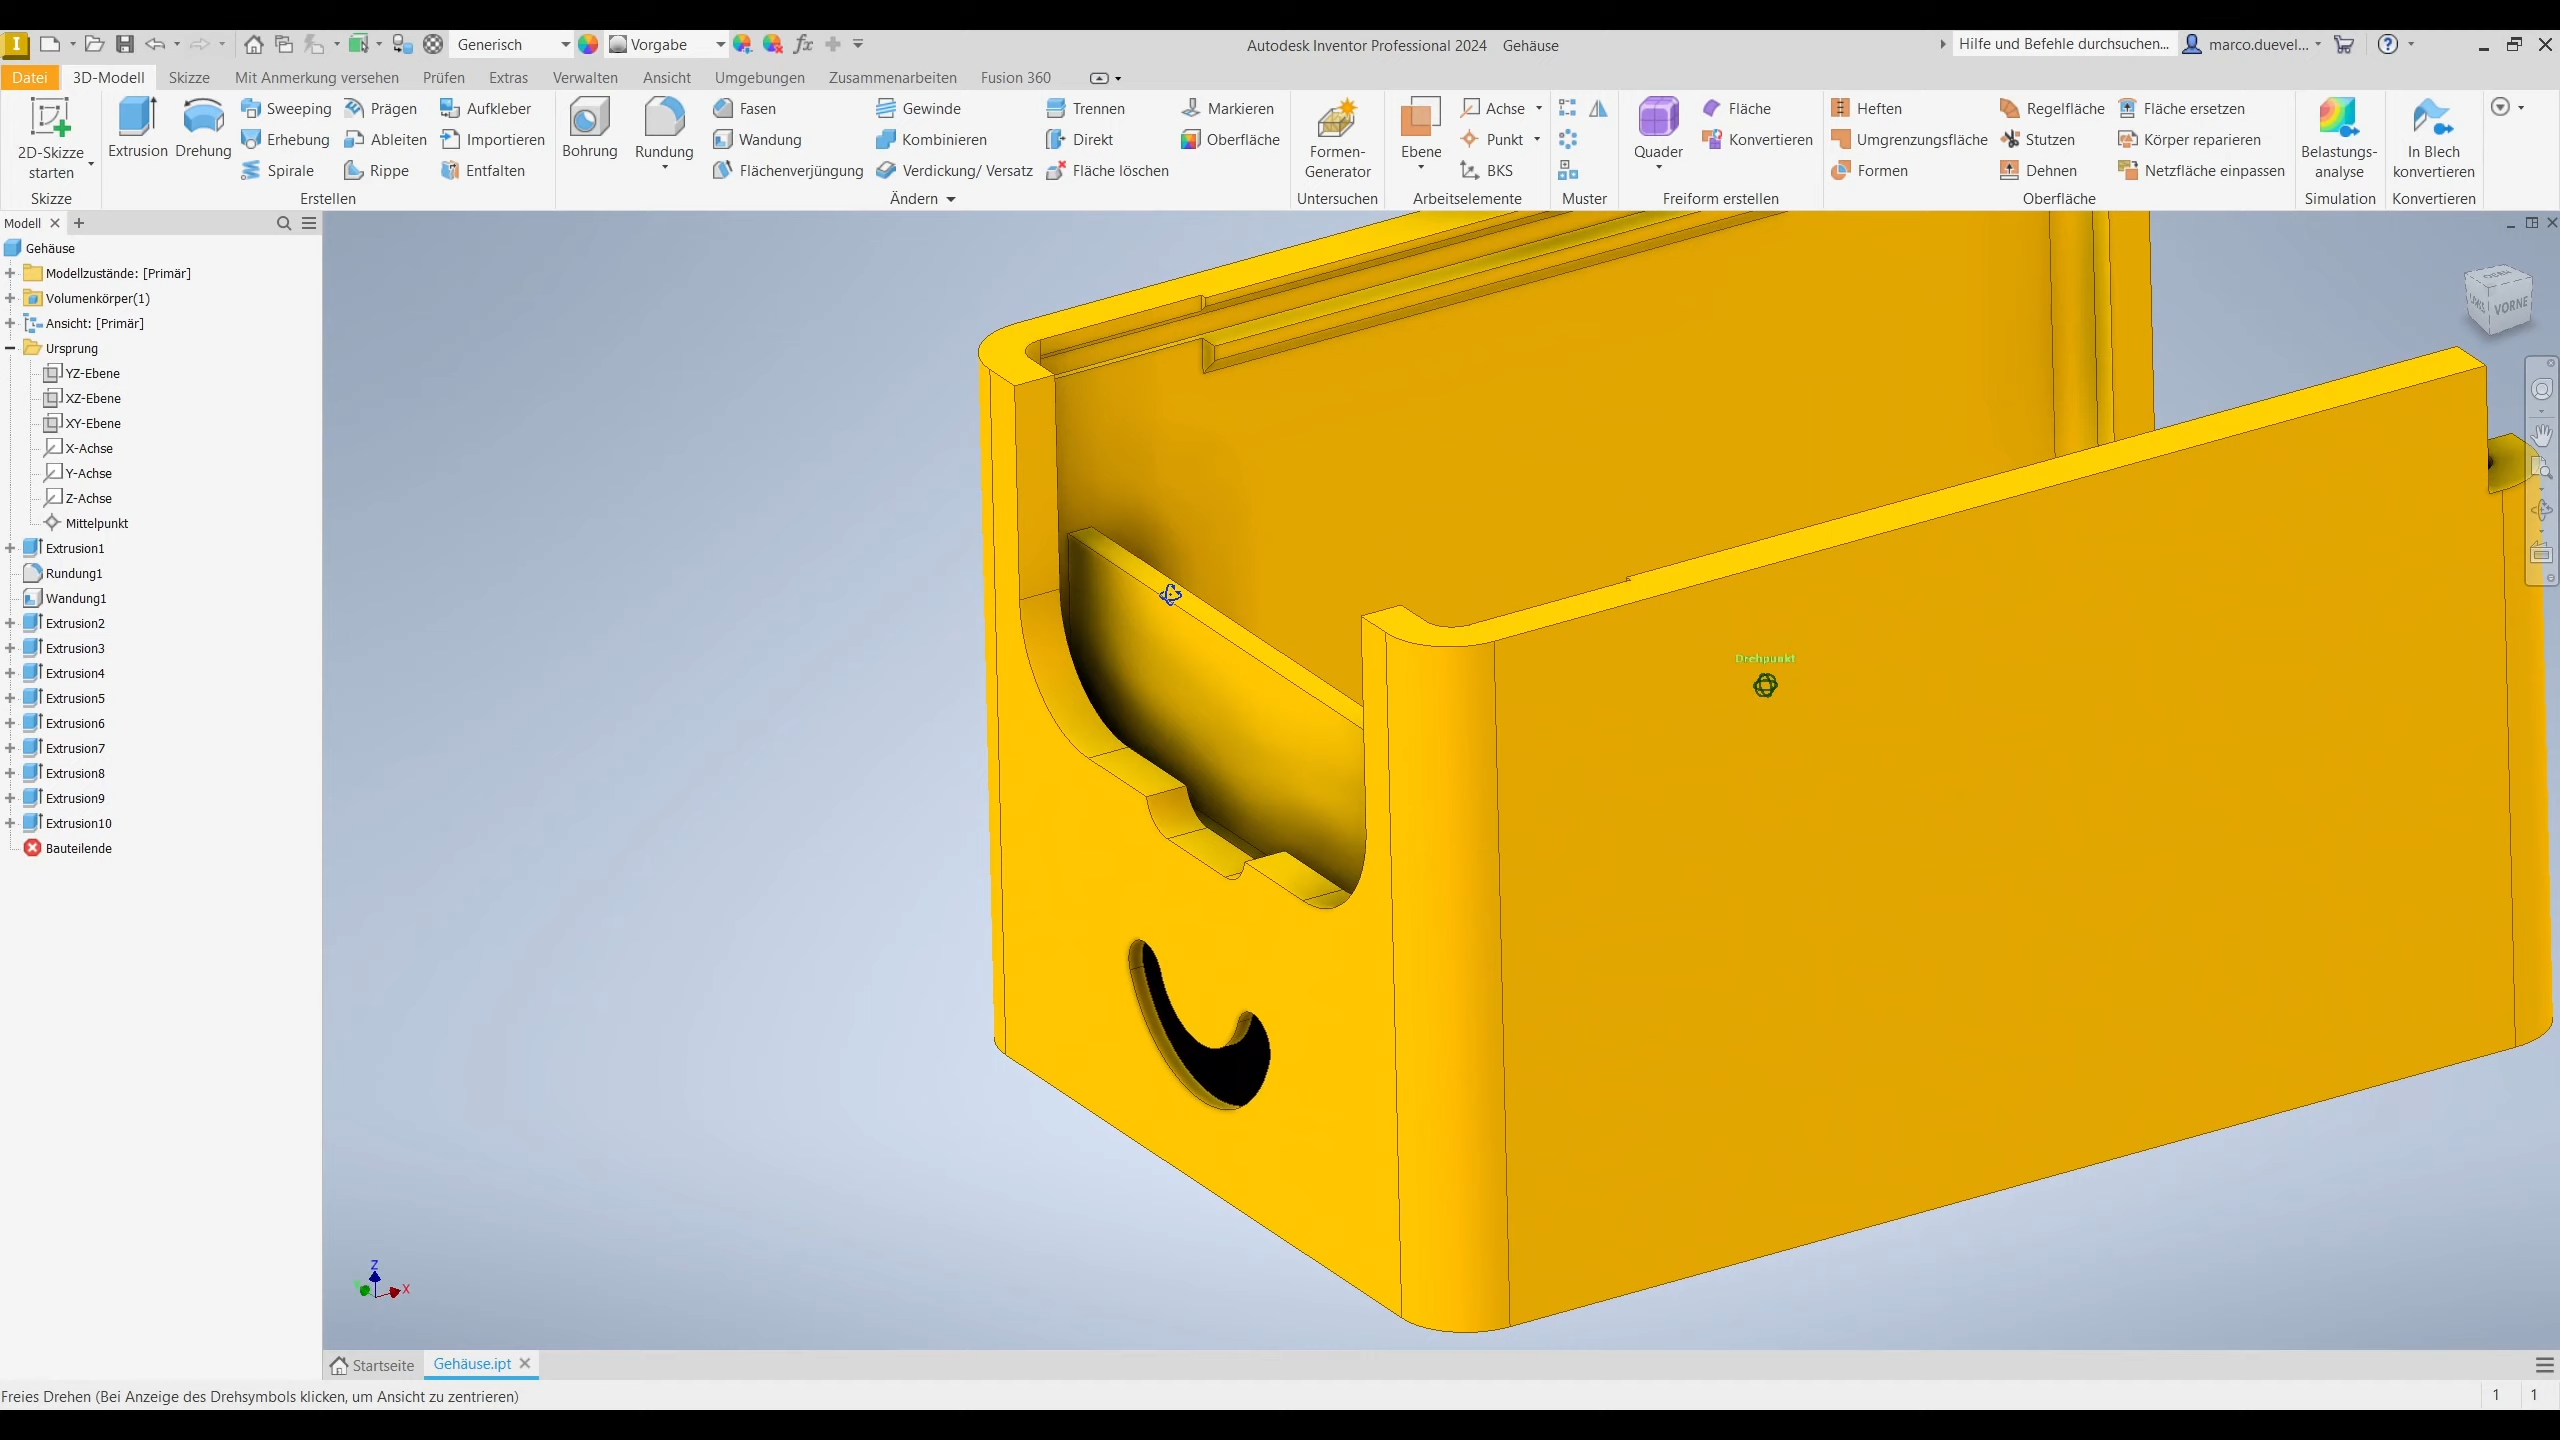 Generisch Vorgabe Autodesk Inventor Professional 2024 Gehäuse Hilfe und Befehle durchsuchen... marco.duevel...
Datei 3D-Modell Skizze Mit Anmerkung versehen Prüfen Extras Verwalten Ansicht Umgebungen Zusammenarbeiten Fusion 360
2D-Skizze starten Extrusion Drehung Sweeping Prägen Aufkleber
Erhebung Ableiten Importieren
Spirale Rippe Entfalten
Bohrung Rundung Fasen Gewinde Trennen Markieren
Wandung Kombinieren Direkt Oberfläche
Flächenverjüngung Verdickung/ Versatz Fläche löschen
Formen-Generator Ebene Achse
Punkt
BKS
Quader Fläche
Konvertieren
Heften Regelfläche Fläche ersetzen
Umgrenzungsfläche Stutzen Körper reparieren
Formen Dehnen Netzfläche einpassen
Belastungs-analyse In Blech konvertieren
Skizze Erstellen Ändern Untersuchen Arbeitselemente Muster Freiform erstellen Oberfläche Simulation Konvertieren
Modell
Gehäuse
Modellzustände: [Primär]
Volumenkörper(1)
Ansicht: [Primär]
Ursprung
YZ-Ebene
XZ-Ebene
XY-Ebene
X-Achse
Y-Achse
Z-Achse
Mittelpunkt
Extrusion1
Rundung1
Wandung1
Extrusion2
Extrusion3
Extrusion4
Extrusion5
Extrusion6
Extrusion7
Extrusion8
Extrusion9
Extrusion10
Bauteilende
OBEN
LINKS
VORNE
Drehpunkt
Z
X
Startseite Gehäuse.ipt
Freies Drehen (Bei Anzeige des Drehsymbols klicken, um Ansicht zu zentrieren) 1 1